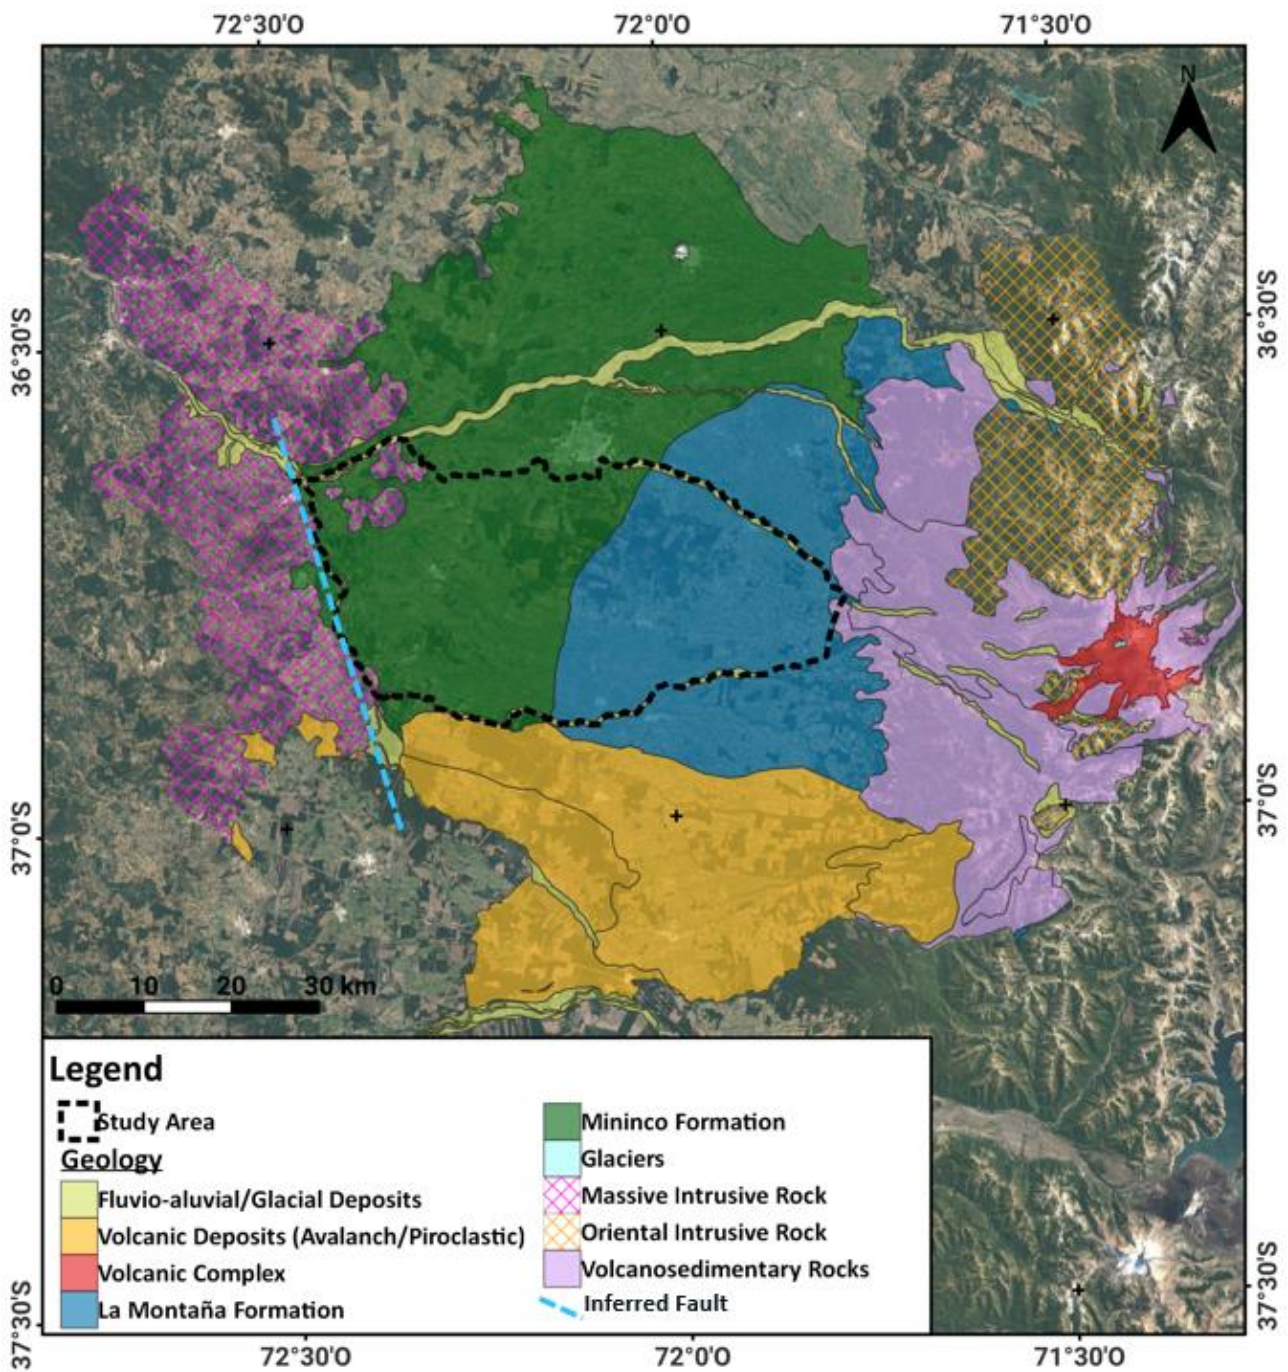 72°30'O 72°0'O 71°30'O
N
36°30'S 36°30'S
37°0'S 37°0'S
0 10 20 30 km
Legend
Study Area
Geology
Fluvio-aluvial/Glacial Deposits
Volcanic Deposits (Avalanch/Piroclastic)
Volcanic Complex
La Montaña Formation
Mininco Formation
Glaciers
Massive Intrusive Rock
Oriental Intrusive Rock
Volcanosedimentary Rocks
Inferred Fault
37°30'S 37°30'S
72°30'O 72°0'O 71°30'O